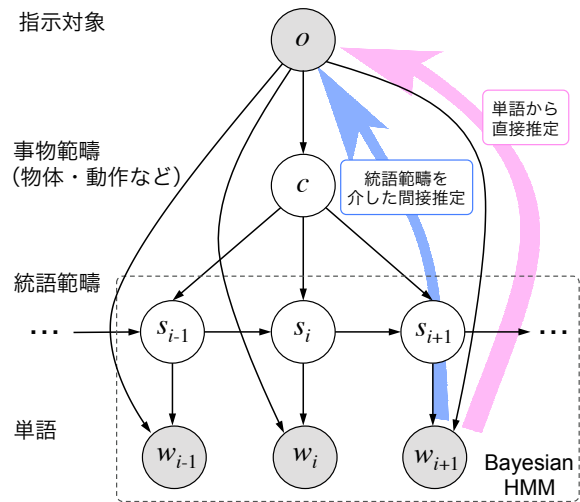 指示対象
o
単語から
直接推定
事物範疇
（物体・動作など）
統語範疇を
介した間接推定
c
統語範疇
...
s_{i-1}
s_i
s_{i+1}
...
単語
w_{i-1}
w_i
w_{i+1}
Bayesian
HMM